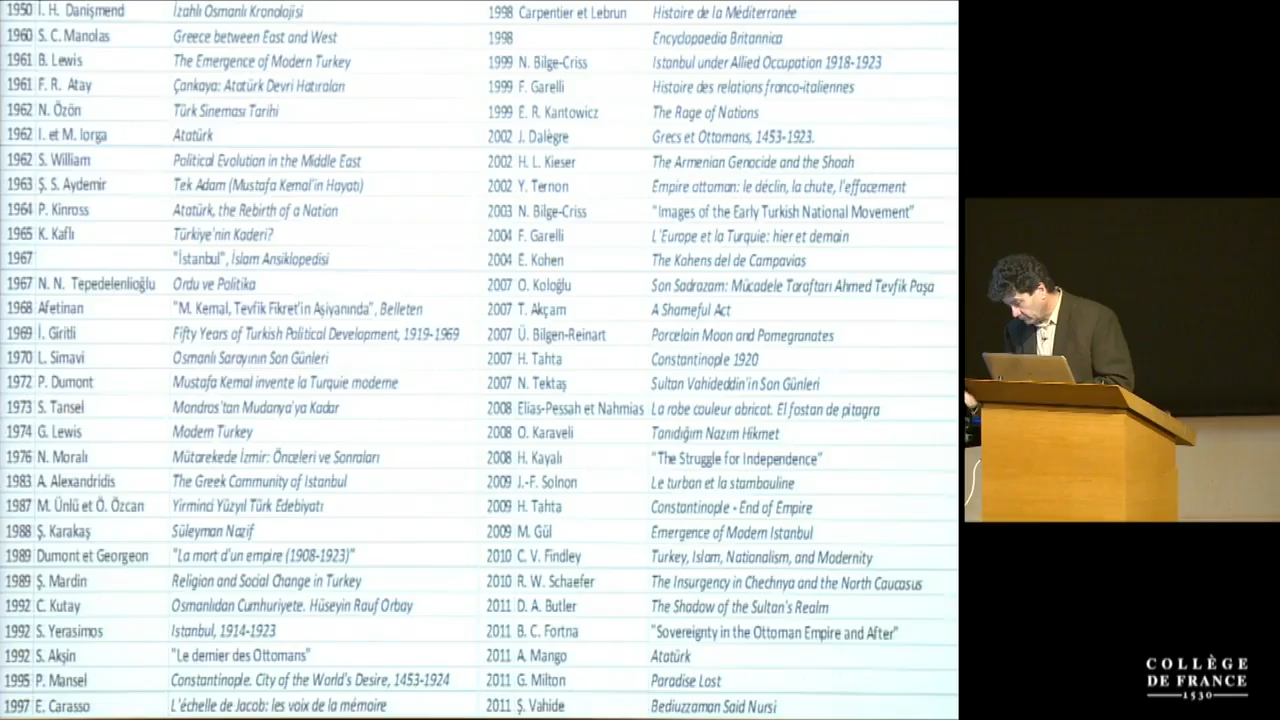 1950 İ. H. Danişmend İzahlı Osmanlı Kronolojisi
1960 S. C. Manolas Greece between East and West
1961 B. Lewis The Emergence of Modern Turkey
1961 F. R. Atay Çankaya: Atatürk Devri Hatıraları
1962 N. Özön Türk Sineması Tarihi
1962 I. et M. Iorga Atatürk
1962 S. William Political Evolution in the Middle East
1963 Ş. S. Aydemir Tek Adam (Mustafa Kemal'in Hayatı)
1964 P. Kinross Atatürk, the Rebirth of a Nation
1965 K. Kaflı Türkiye'nin Kaderi?
1967 "İstanbul", İslam Ansiklopedisi
1967 N. N. Tepedelenlioğlu Ordu ve Politika
1968 Afetinan "M. Kemal, Tevfik Fikret'in Aşiyanında", Belleten
1969 İ. Giritli Fifty Years of Turkish Political Development, 1919-1969
1970 L. Simavi Osmanlı Sarayının Son Günleri
1972 P. Dumont Mustafa Kemal invente la Turquie moderne
1973 S. Tansel Mondros'tan Mudanya'ya Kadar
1974 G. Lewis Modern Turkey
1976 N. Moralı Mütarekede İzmir: Önceleri ve Sonraları
1983 A. Alexandridis The Greek Community of Istanbul
1987 M. Ünlü et Ö. Özcan Yirminci Yüzyıl Türk Edebiyatı
1988 Ş. Karakaş Süleyman Nazif
1989 Dumont et Georgeon "La mort d'un empire (1908-1923)"
1989 Ş. Mardin Religion and Social Change in Turkey
1992 C. Kutay Osmanlıdan Cumhuriyete. Hüseyin Rauf Orbay
1992 S. Yerasimos Istanbul, 1914-1923
1992 S. Akşin "Le dernier des Ottomans"
1995 P. Mansel Constantinople. City of the World's Desire, 1453-1924
1997 E. Carasso L'échelle de Jacob: les voix de la mémoire
1998 Carpentier et Lebrun Histoire de la Méditerranée
1998 Encyclopaedia Britannica
1999 N. Bilge-Criss Istanbul under Allied Occupation 1918-1923
1999 F. Garelli Histoire des relations franco-italiennes
1999 E. R. Kantowicz The Rage of Nations
2002 J. Dalègre Grecs et Ottomans, 1453-1923.
2002 H. L. Kieser The Armenian Genocide and the Shoah
2002 Y. Ternon Empire ottoman: le déclin, la chute, l'effacement
2003 N. Bilge-Criss "Images of the Early Turkish National Movement"
2004 F. Garelli L'Europe et la Turquie: hier et demain
2004 E. Kohen The Kahens del de Campavias
2007 O. Koloğlu Son Sadrazam: Mücadele Taraftarı Ahmed Tevfik Paşa
2007 T. Akçam A Shameful Act
2007 Ü. Bilgen-Reinart Porcelain Moon and Pomegranates
2007 H. Tahta Constantinople 1920
2007 N. Tektaş Sultan Vahideddin'in Son Günleri
2008 Elias-Pessah et Nahmias La robe couleur abricot. El fostan de pitagra
2008 O. Karaveli Tanıdığım Nazım Hikmet
2008 H. Kayalı "The Struggle for Independence"
2009 J.-F. Solnon Le turban et la stambouline
2009 H. Tahta Constantinople - End of Empire
2009 M. Gül Emergence of Modern Istanbul
2010 C. V. Findley Turkey, Islam, Nationalism, and Modernity
2010 R. W. Schaefer The Insurgency in Chechnya and the North Caucasus
2011 D. A. Butler The Shadow of the Sultan's Realm
2011 B. C. Fortna "Sovereignty in the Ottoman Empire and After"
2011 A. Mango Atatürk
2011 G. Milton Paradise Lost
2011 Ş. Vahide Bediuzzaman Said Nursi
COLLÈGE
DE FRANCE
1530